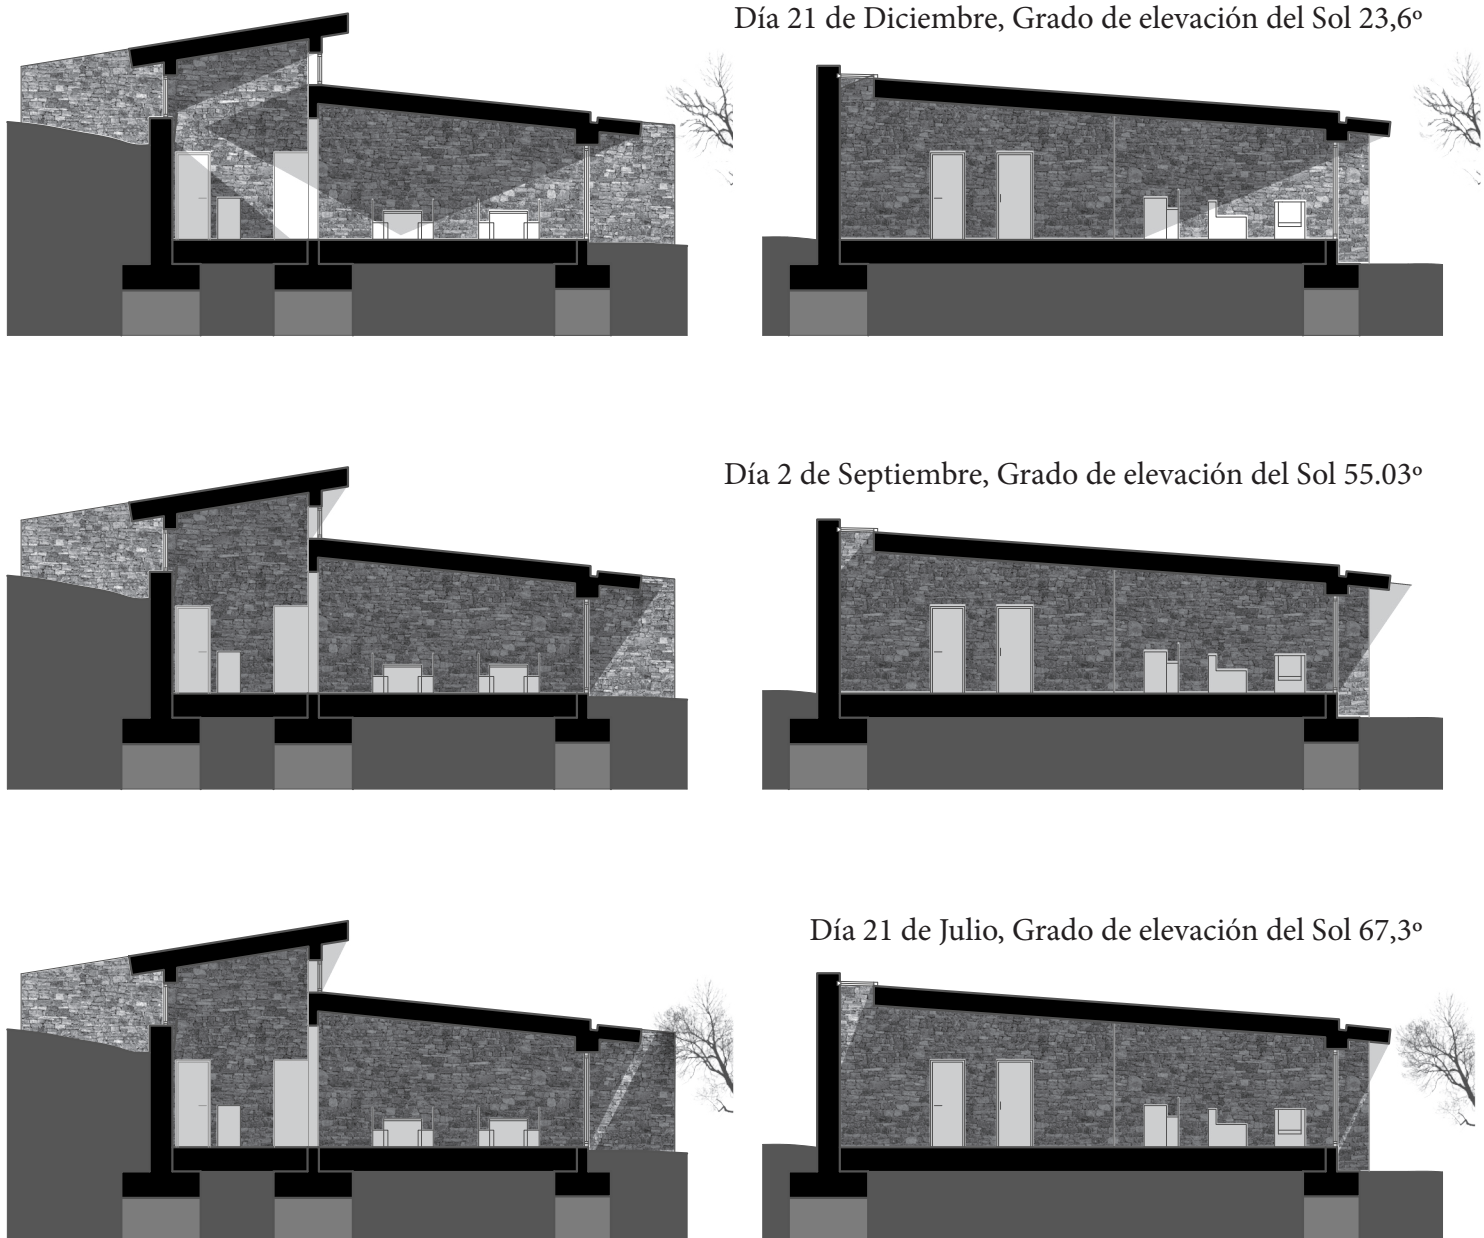 Día 21 de Diciembre, Grado de elevación del Sol 23,6º
Día 2 de Septiembre, Grado de elevación del Sol 55.03º
Día 21 de Julio, Grado de elevación del Sol 67,3º